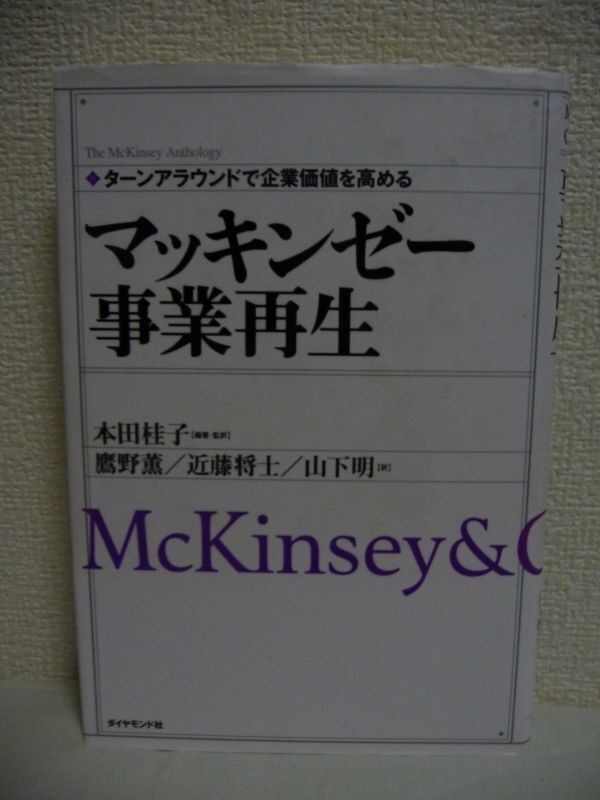 The McKinsey Anthology
ターンアラウンドで企業価値を高める
マッキンゼー
事業再生
本田桂子[編著・監訳]
鷹野薫／近藤将士／山下明[訳]
McKinsey&C
ダイヤモンド社